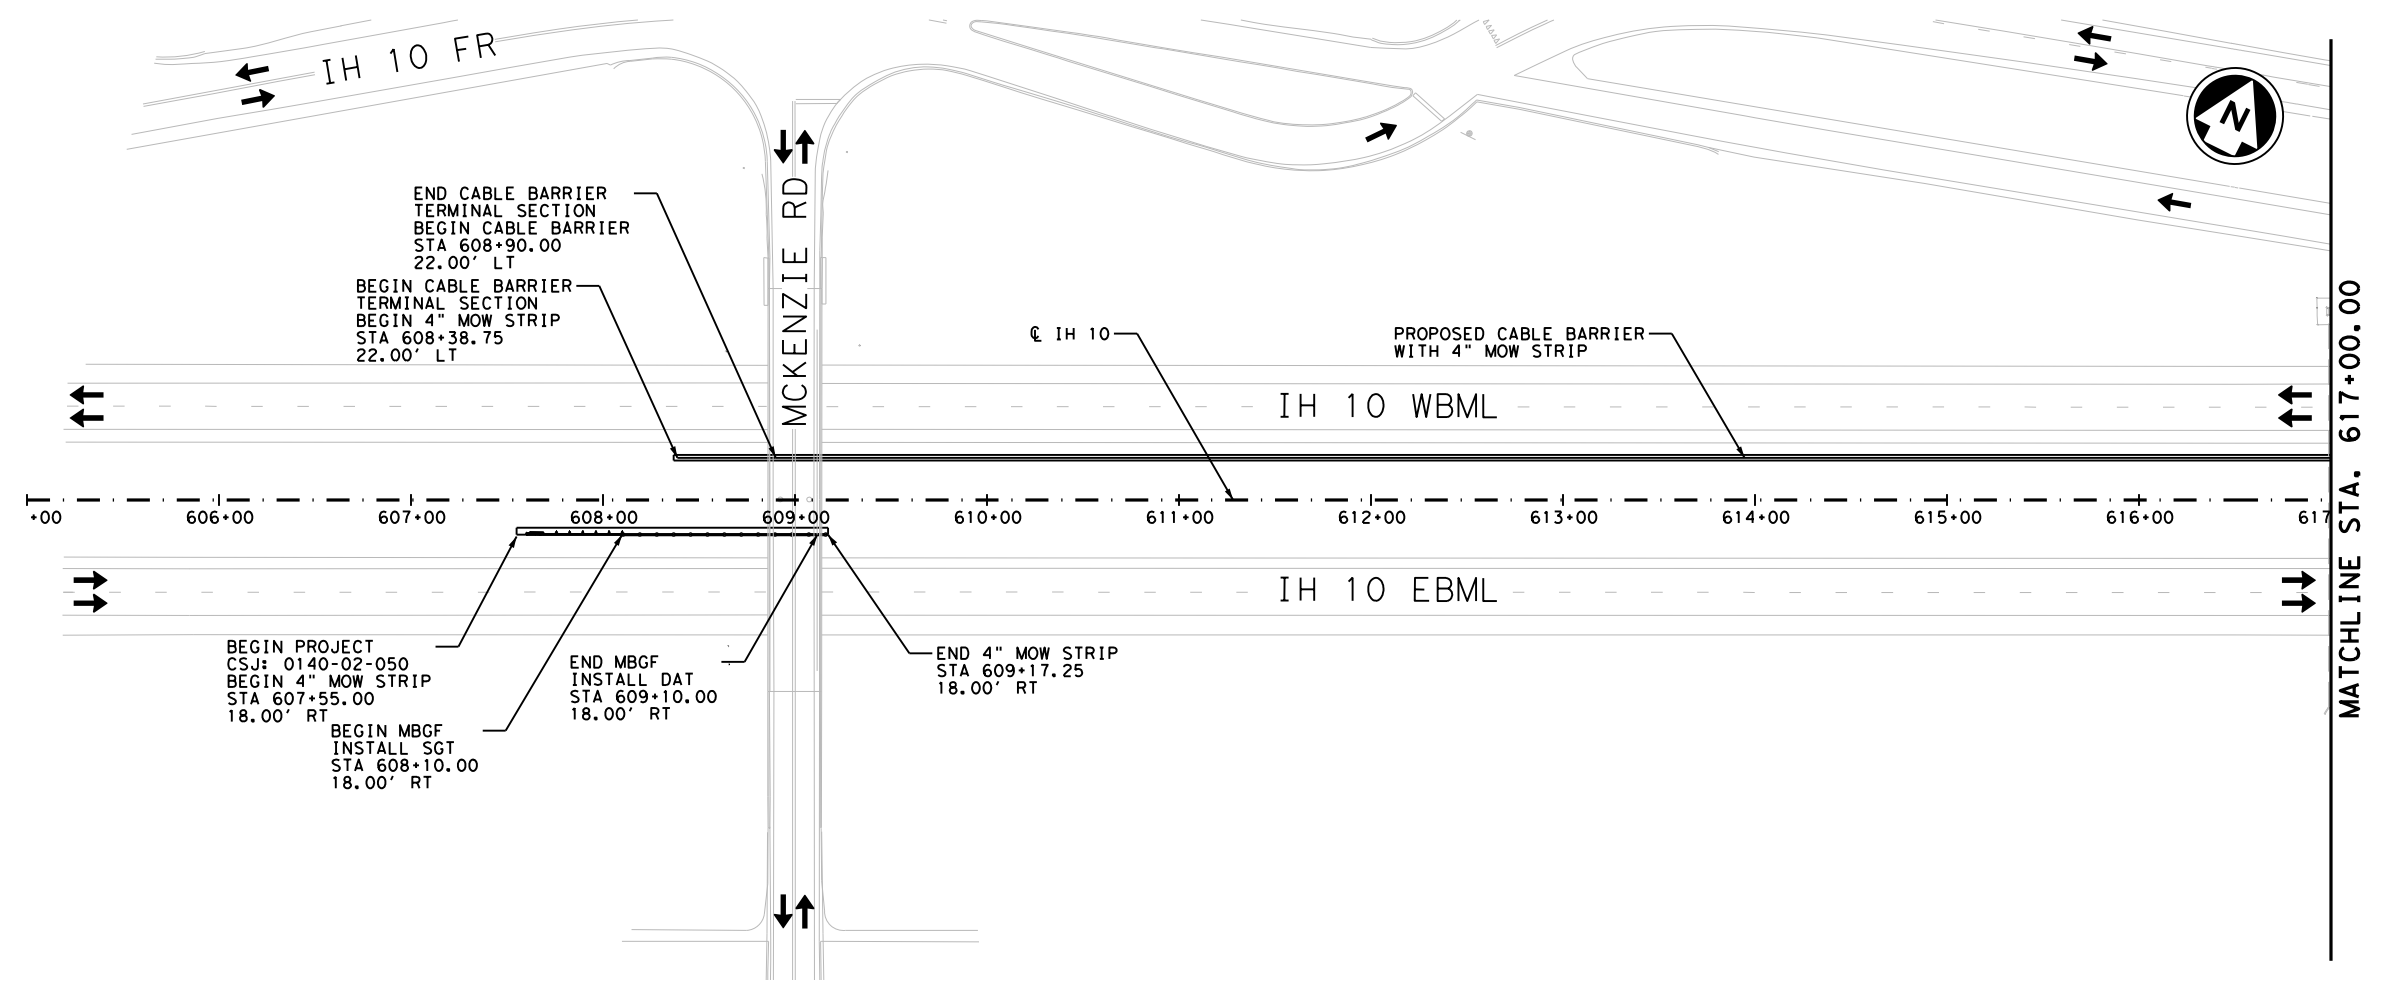 IH 10 FR
N
MCKENZIE RD
END CABLE BARRIER
TERMINAL SECTION
BEGIN CABLE BARRIER
STA 608+90.00
22.00' LT
BEGIN CABLE BARRIER
TERMINAL SECTION
BEGIN 4" MOW STRIP
STA 608+38.75
22.00' LT
℄ IH 10
PROPOSED CABLE BARRIER
WITH 4" MOW STRIP
IH 10 WBML
MATCHLINE STA. 617+00.00
+00 606+00 607+00 608+00 609+00 610+00 611+00 612+00 613+00 614+00 615+00 616+00 617
IH 10 EBML
BEGIN PROJECT
CSJ: 0140-02-050
BEGIN 4" MOW STRIP
STA 607+55.00
18.00' RT
BEGIN MBGF
INSTALL SGT
STA 608+10.00
18.00' RT
END MBGF
INSTALL DAT
STA 609+10.00
18.00' RT
END 4" MOW STRIP
STA 609+17.25
18.00' RT